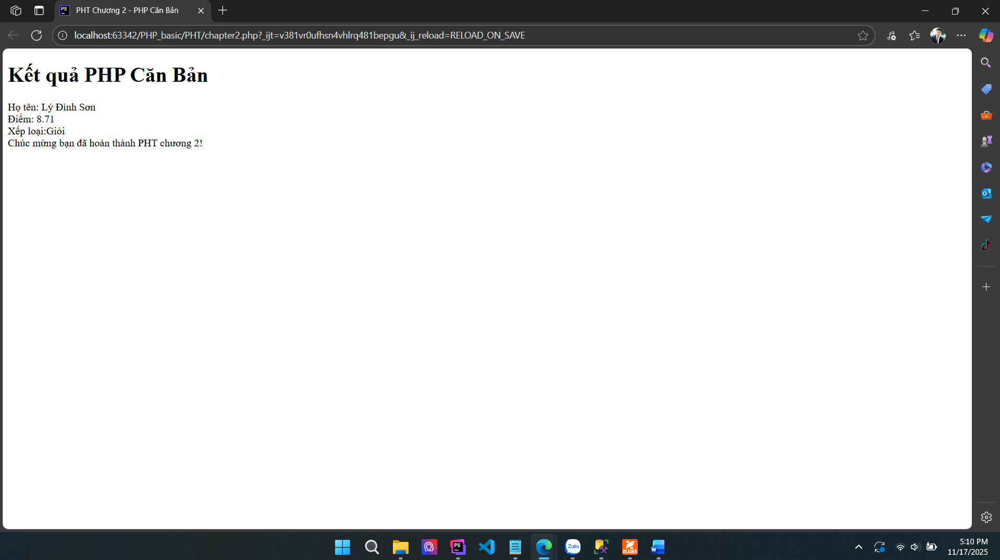 PHT Chương 2 - PHP Căn Bản
localhost:63342/PHP_basic/PHT/chapter2.php?_ijt=v381vr0ufhsn4vhlrq481bepgu&_ij_reload=RELOAD_ON_SAVE
Kết quả PHP Căn Bản
Họ tên: Lý Đình Sơn
Điểm: 8.71
Xếp loại:Giỏi
Chúc mừng bạn đã hoàn thành PHT chương 2!
PS
Zalo
READER
W
5:10 PM
11/17/2025